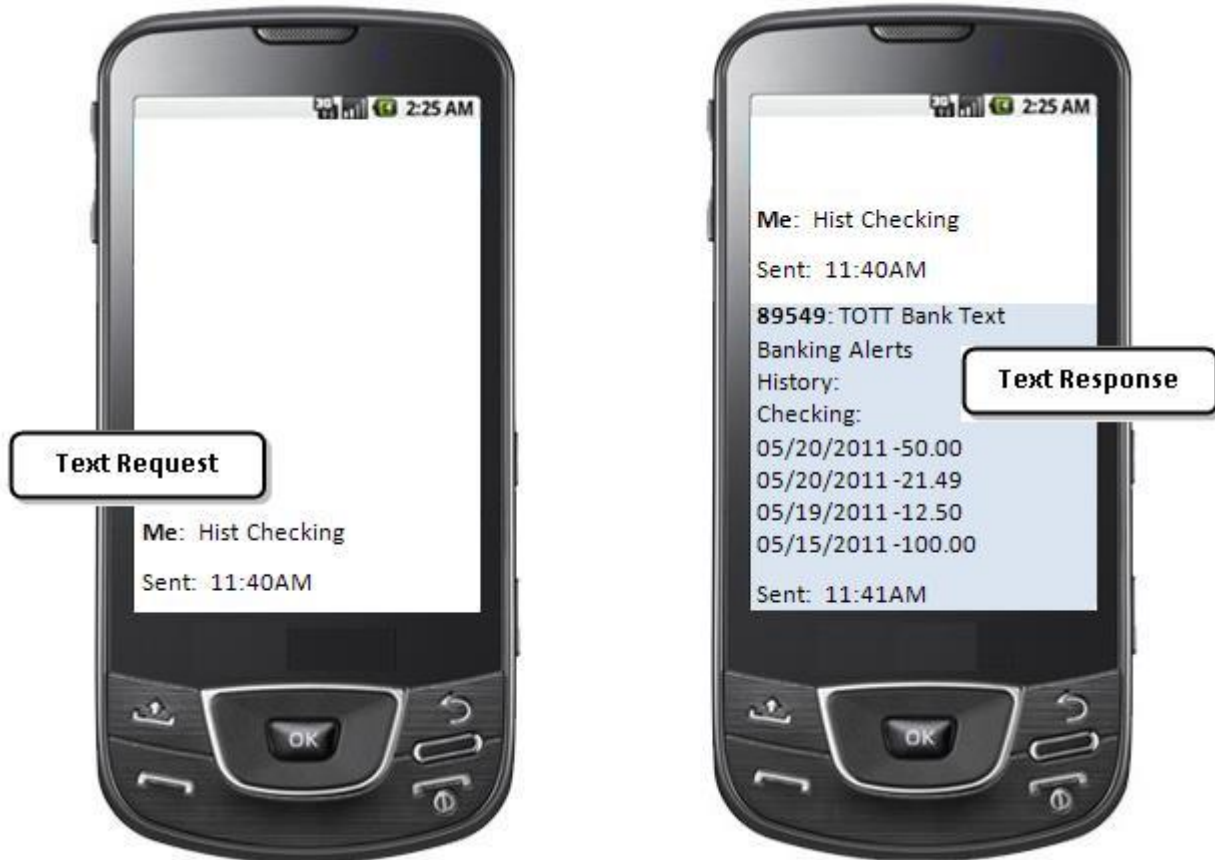 2:25 AM
Text Request
Me: Hist Checking
Sent: 11:40AM
OK
2:25 AM
Me: Hist Checking
Sent: 11:40AM
89549: TOTT Bank Text
Banking Alerts
History:
Checking:
05/20/2011 -50.00
05/20/2011 -21.49
05/19/2011 -12.50
05/15/2011 -100.00
Sent: 11:41AM
Text Response
OK